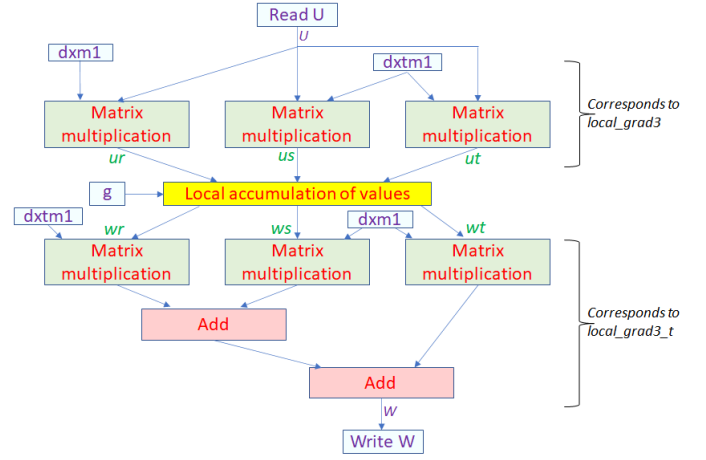 Read U
U
dxm1
dxtm1
Matrix
multiplication
Matrix
multiplication
Matrix
multiplication
Corresponds to
local_grad3
ur
us
ut
g
Local accumulation of values
dxtm1
wr
ws
dxm1
wt
Matrix
multiplication
Matrix
multiplication
Matrix
multiplication
Corresponds to
local_grad3_t
Add
Add
W
Write W